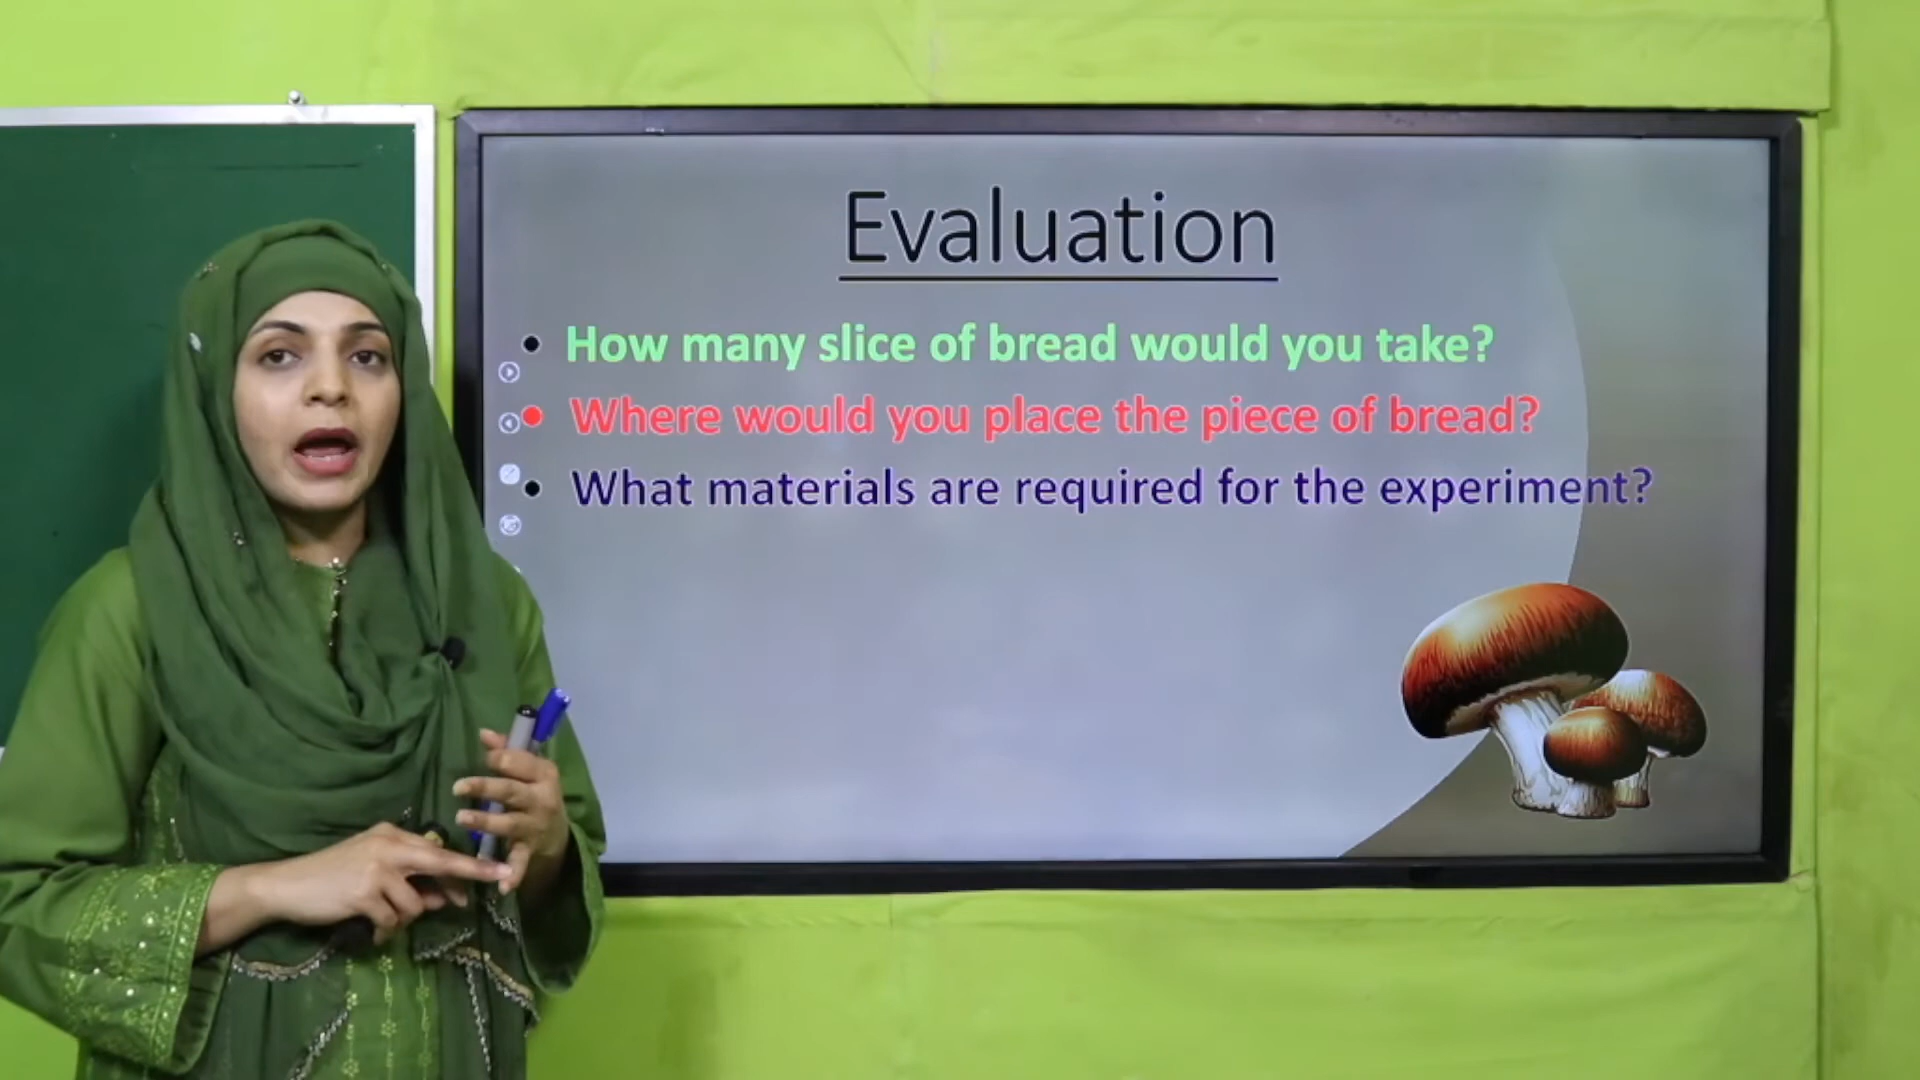 Evaluation
• How many slice of bread would you take?
• Where would you place the piece of bread?
• What materials are required for the experiment?